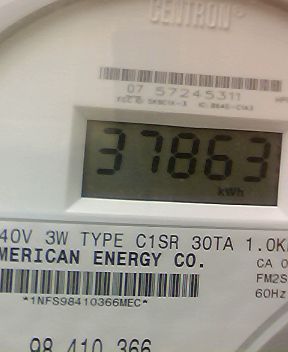 CENTRON®
07 57245311
37863
kWh
40V 3W TYPE C1SR 30TA 1.0K
MERICAN ENERGY CO.
CA 0
FM2S
60Hz
*1NFS98410366MEC*
98 410 366